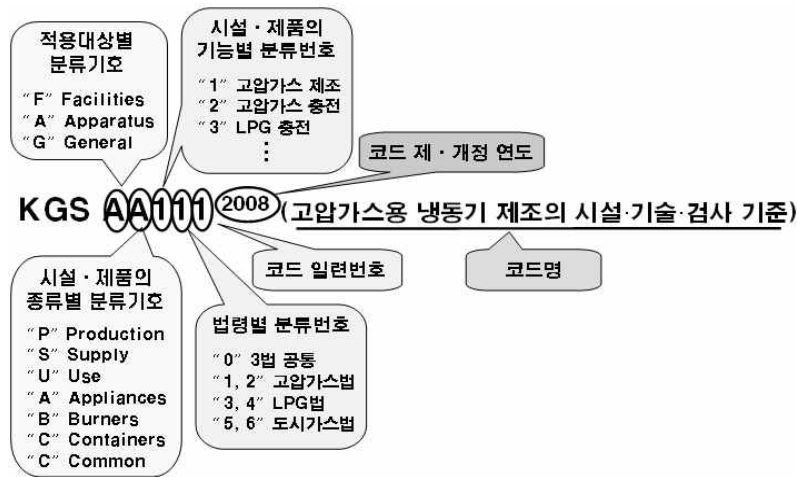 적용대상별
분류기호
“F” Facilities
“A” Apparatus
“G” General
시설·제품의
기능별 분류번호
“1” 고압가스 제조
“2” 고압가스 충전
“3” LPG 충전
⋮
코드 제·개정 연도
KGS AA111 2008 (고압가스용 냉동기 제조의 시설·기술·검사 기준)
시설·제품의
종류별 분류기호
“P” Production
“S” Supply
“U” Use
“A” Appliances
“B” Burners
“C” Containers
“C” Common
법령별 분류번호
“0” 3법 공통
“1, 2” 고압가스법
“3, 4” LPG법
“5, 6” 도시가스법
코드 일련번호
코드명